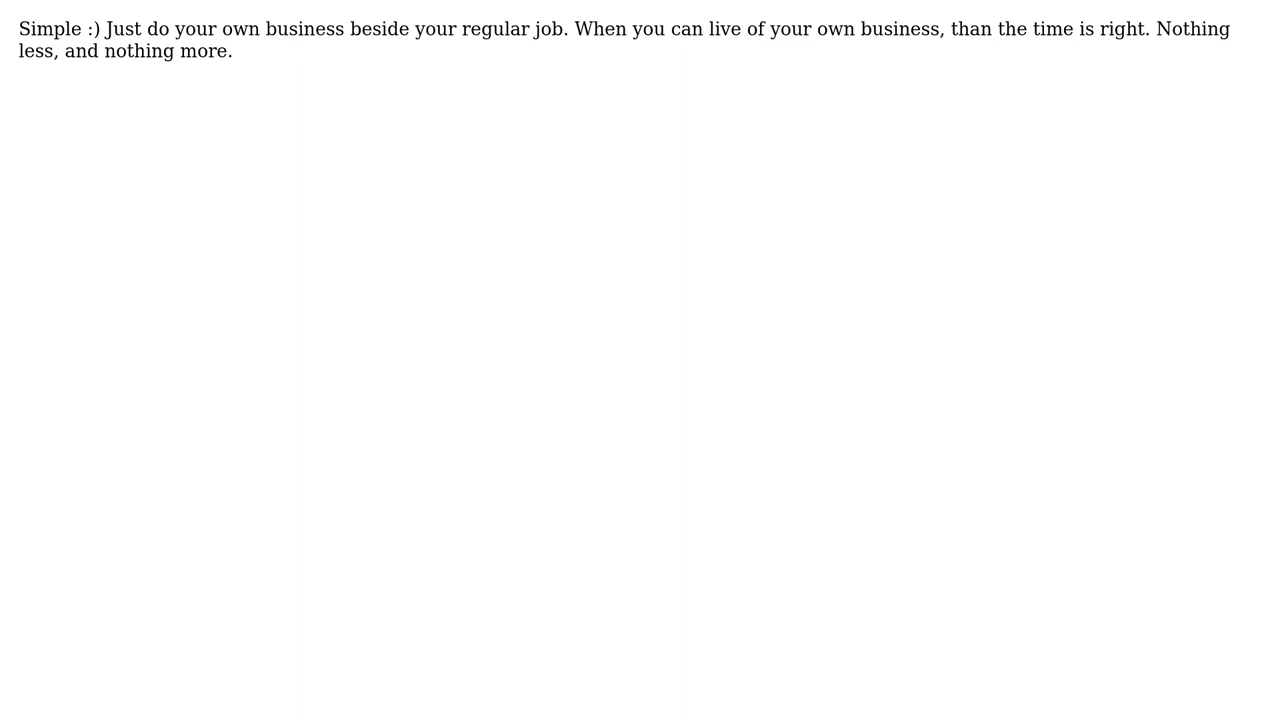 Simple :) Just do your own business beside your regular job. When you can live of your own business, than the time is right. Nothing
less, and nothing more.